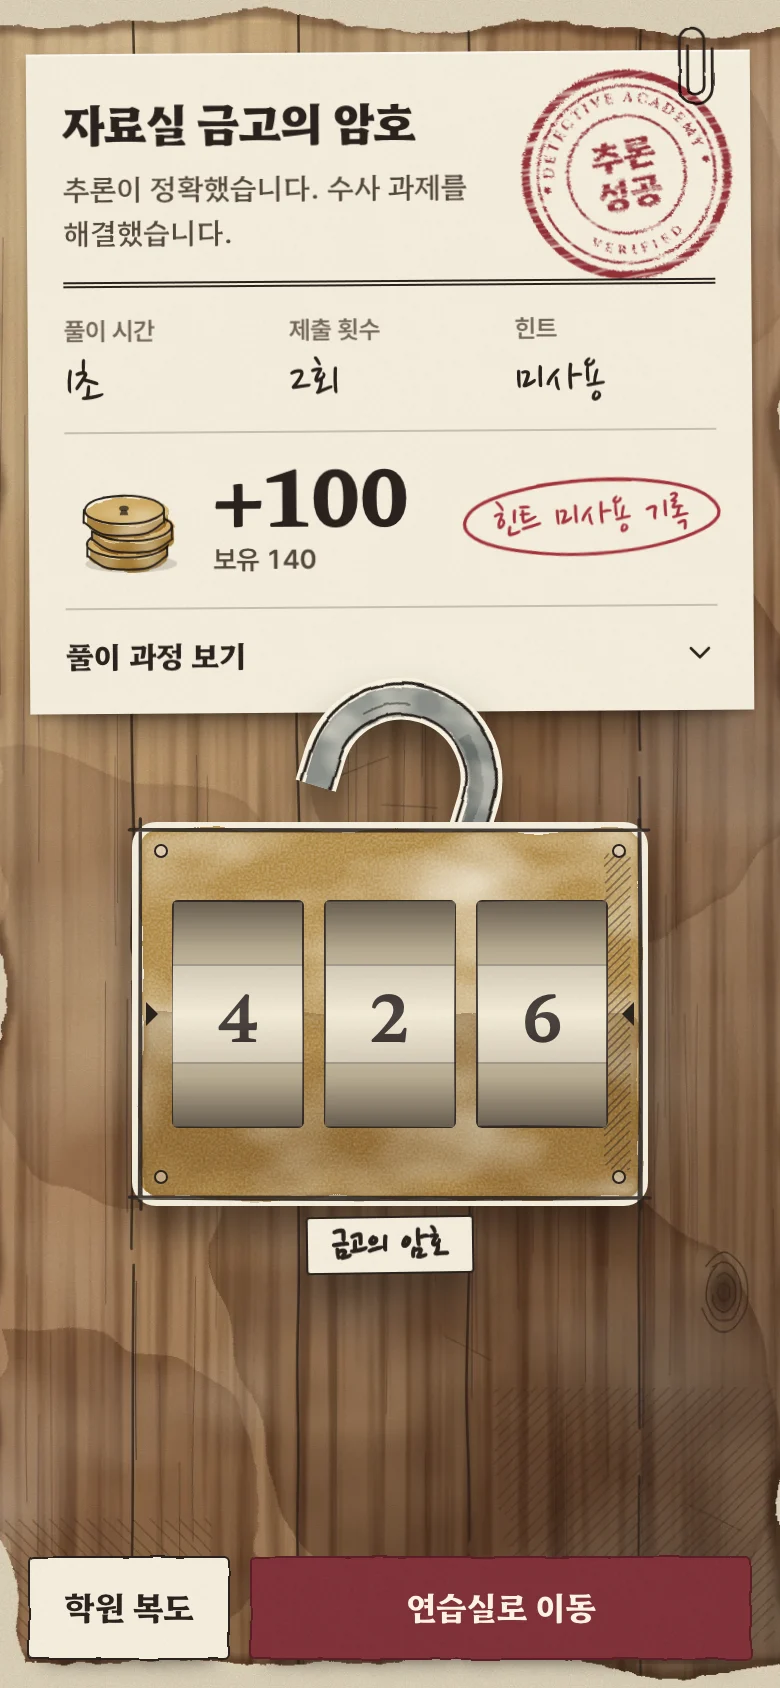 자료실 금고의 암호
추론이 정확했습니다. 수사 과제를
해결했습니다.
DETECTIVE ACADEMY
추론
성공
VERIFIED
풀이 시간
제출 횟수
힌트
1초
2회
미사용
+100
보유 140
힌트 미사용 기록
풀이 과정 보기
4 2 6
금고의 암호
학원 복도
연습실로 이동